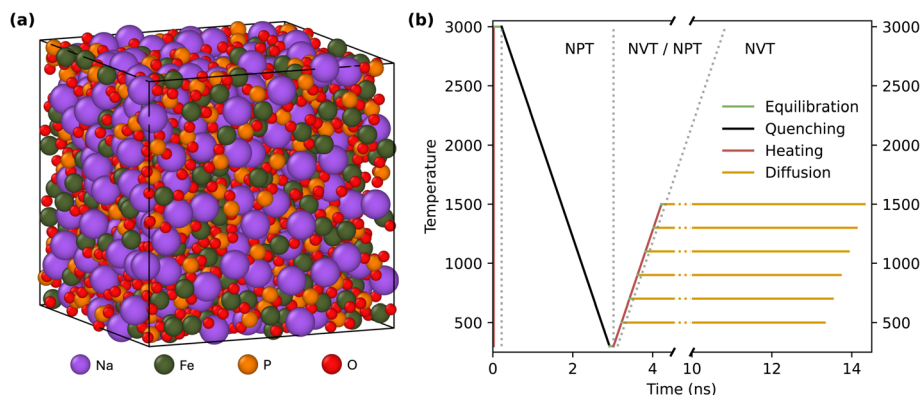 (a)
Na Fe P O
(b)
3000 3000
NPT NVT / NPT NVT
2500 2500
Equilibration
Quenching
Heating
Diffusion
2000 2000
Temperature
1500 1500
1000 1000
500 500
0 2 4 10 12 14
Time (ns)